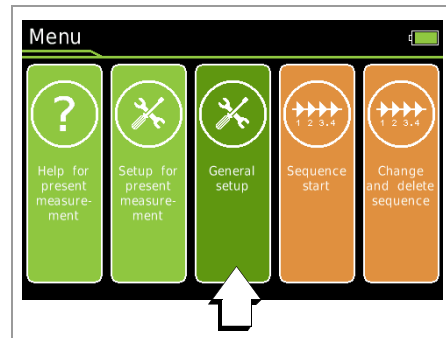 Menu
?
1 2 3.4
1 2 3.4
Help for
present
measure-
ment
Setup for
present
measure-
ment
General
setup
Sequence
start
Change
and delete
sequence